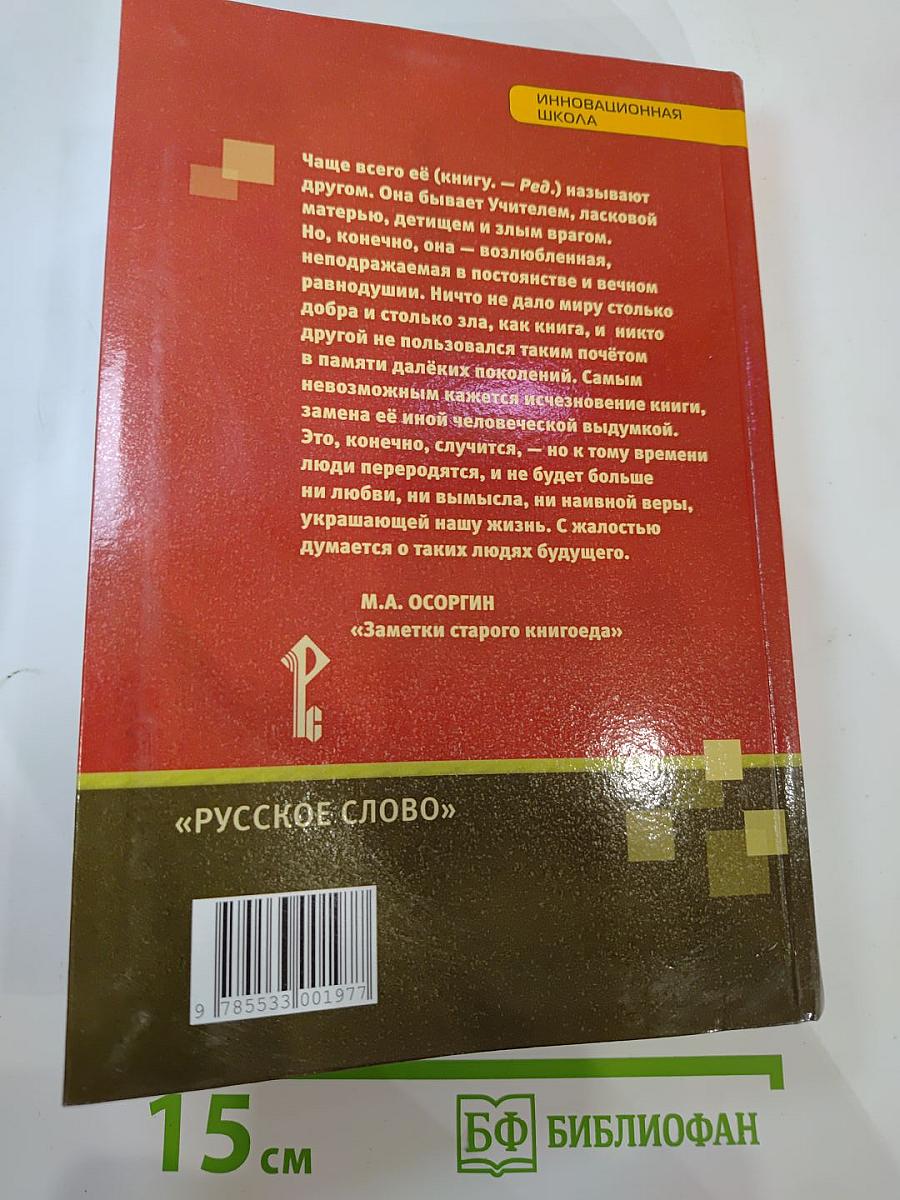 ИННОВАЦИОННАЯ
ШКОЛА
Чаще всего её (книгу. — Ред.) называют
другом. Она бывает Учителем, ласковой
матерью, детищем и злым врагом.
Но, конечно, она — возлюбленная,
неподражаемая в постоянстве и вечном
равнодушии. Ничто не дало миру столько
добра и столько зла, как книга, и никто
другой не пользовался таким почётом
в памяти далёких поколений. Самым
невозможным кажется исчезновение книги,
замена её иной человеческой выдумкой.
Это, конечно, случится, — но к тому времени
люди переродятся, и не будет больше
ни любви, ни вымысла, ни наивной веры,
украшающей нашу жизнь. С жалостью
думается о таких людях будущего.
М.А. ОСОРГИН
«Заметки старого книгоеда»
Рс
«РУССКОЕ СЛОВО»
9 785533 001977
15 см
БФ БИБЛИОФАН